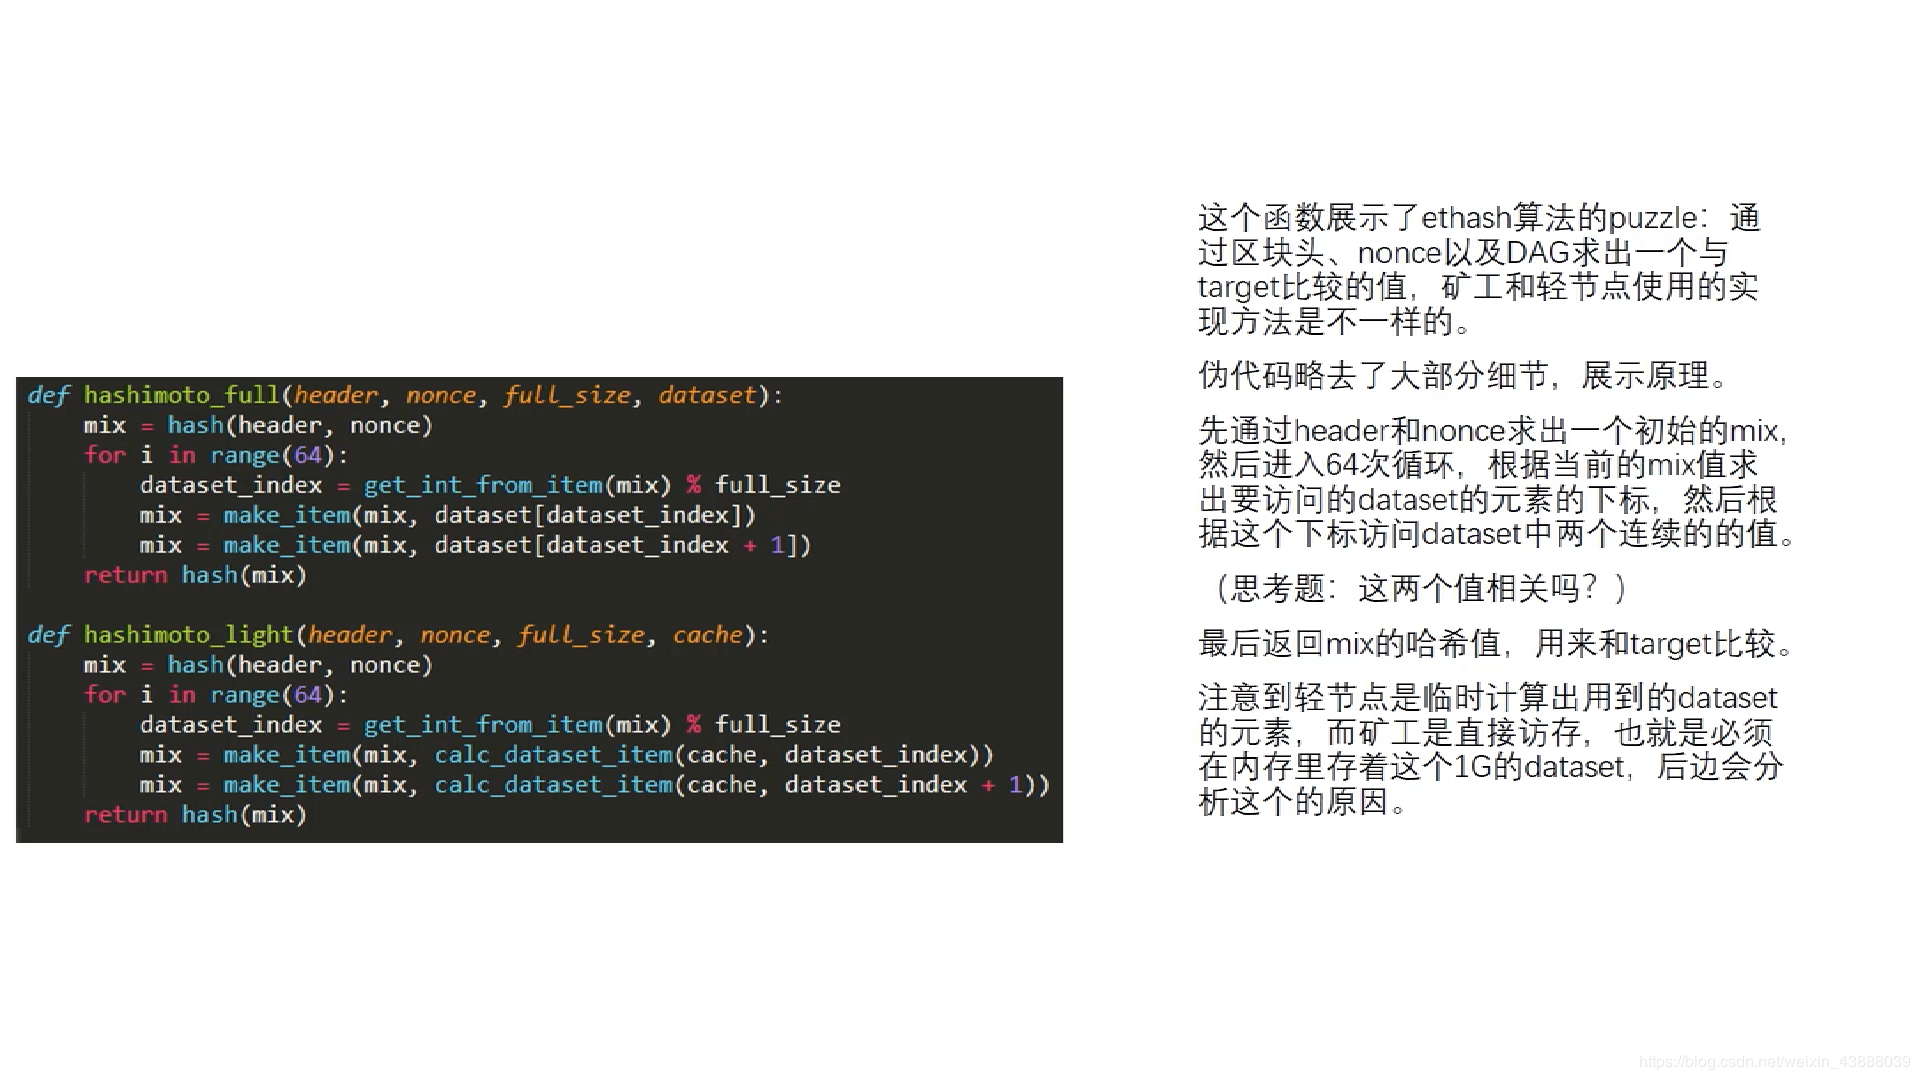 def hashimoto_full(header, nonce, full_size, dataset):
    mix = hash(header, nonce)
    for i in range(64):
        dataset_index = get_int_from_item(mix) % full_size
        mix = make_item(mix, dataset[dataset_index])
        mix = make_item(mix, dataset[dataset_index + 1])
    return hash(mix)
def hashimoto_light(header, nonce, full_size, cache):
    mix = hash(header, nonce)
    for i in range(64):
        dataset_index = get_int_from_item(mix) % full_size
        mix = make_item(mix, calc_dataset_item(cache, dataset_index))
        mix = make_item(mix, calc_dataset_item(cache, dataset_index + 1))
    return hash(mix)
这个函数展示了ethash算法的puzzle：通
过区块头、nonce以及DAG求出一个与
target比较的值，矿工和轻节点使用的实
现方法是不一样的。
伪代码略去了大部分细节，展示原理。
先通过header和nonce求出一个初始的mix,
然后进入64次循环，根据当前的mix值求
出要访问的dataset的元素的下标，然后根
据这个下标访问dataset中两个连续的的值。
（思考题：这两个值相关吗？）
最后返回mix的哈希值，用来和target比较。
注意到轻节点是临时计算出用到的dataset
的元素，而矿工是直接访存，也就是必须
在内存里存着这个1G的dataset，后边会分
析这个的原因。
https://blog.csdn.net/weixin_43888039